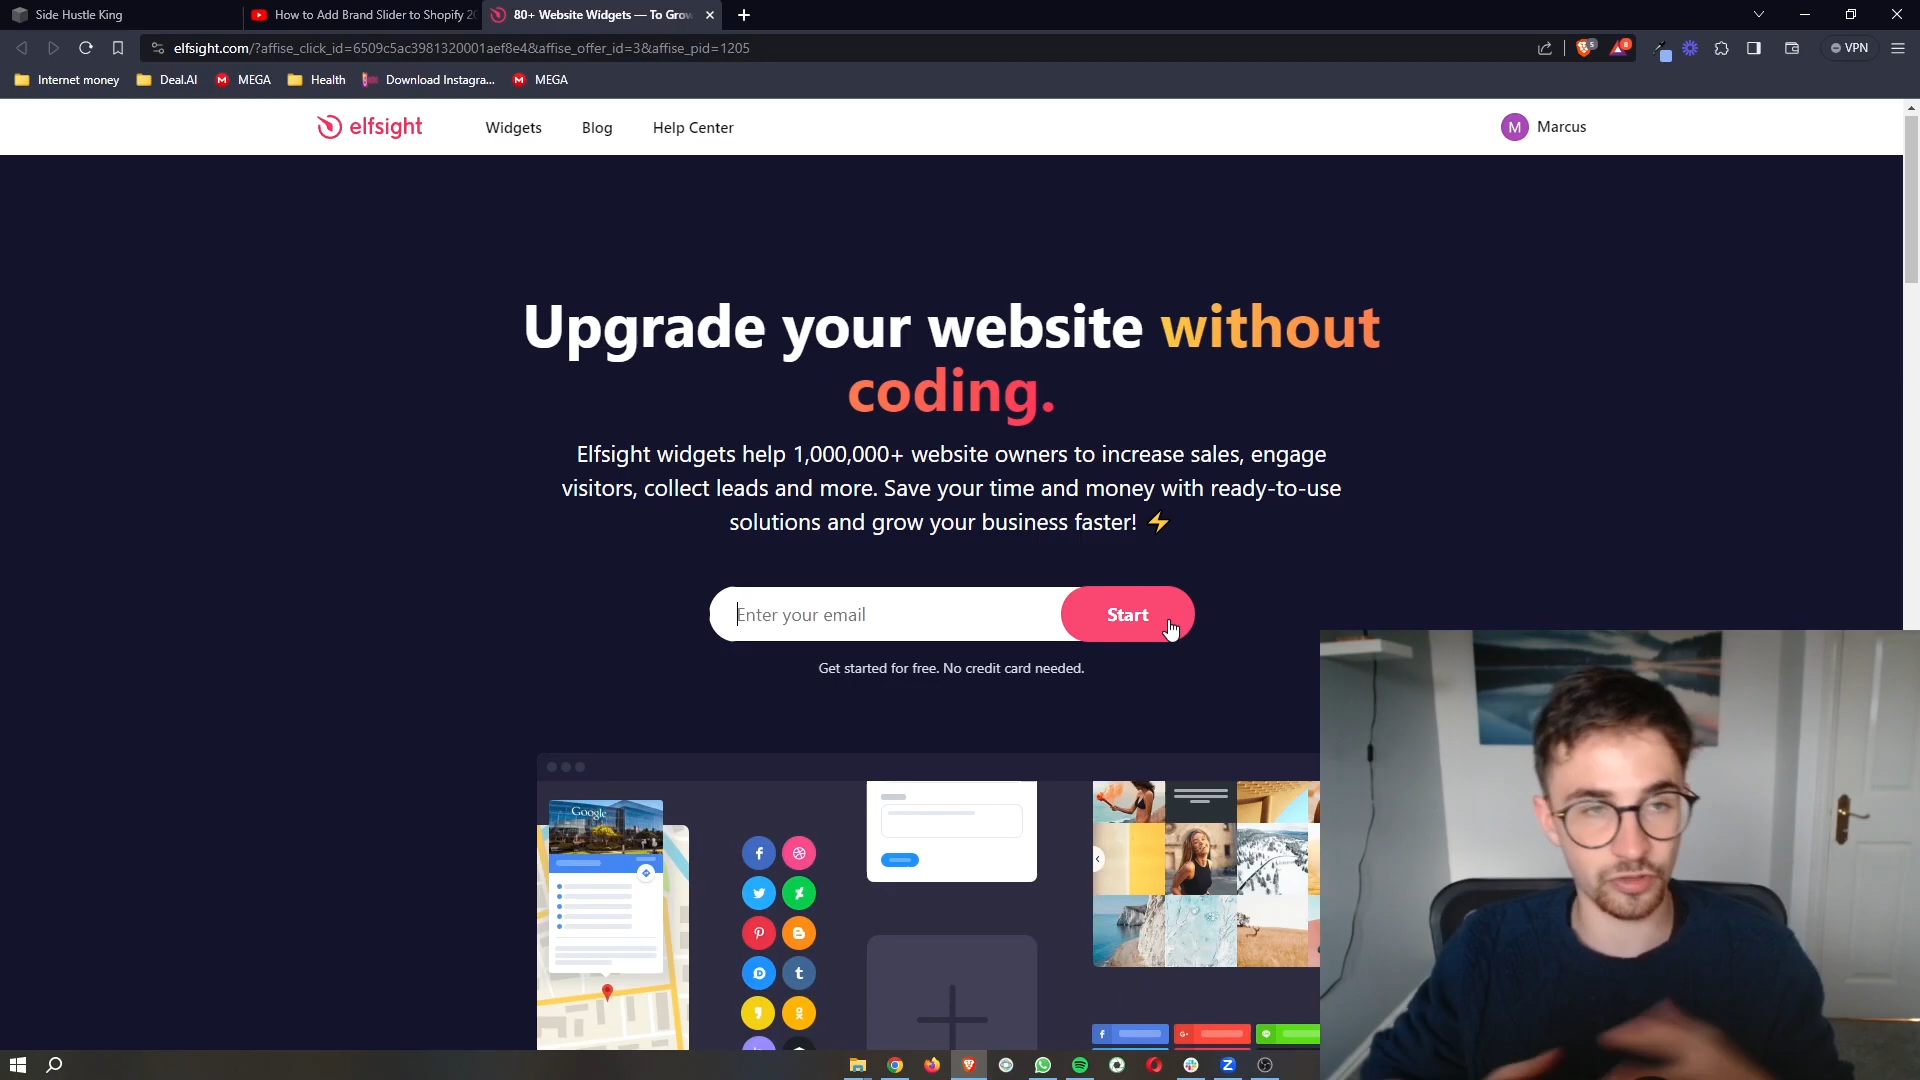 Side Hustle King
How to Add Brand Slider to Shopify 20
80+ Website Widgets — To Grow
elfsight.com/?affise_click_id=6509c5ac3981320001aef8e4&affise_offer_id=3&affise_pid=1205
VPN
Internet money
Deal.AI
MEGA
Health
Download Instagra...
MEGA
elfsight
Widgets
Blog
Help Center
M
Marcus
Upgrade your website without
coding.
Elfsight widgets help 1,000,000+ website owners to increase sales, engage
visitors, collect leads and more. Save your time and money with ready-to-use
solutions and grow your business faster! ⚡
Enter your email
Start
Get started for free. No credit card needed.
Google